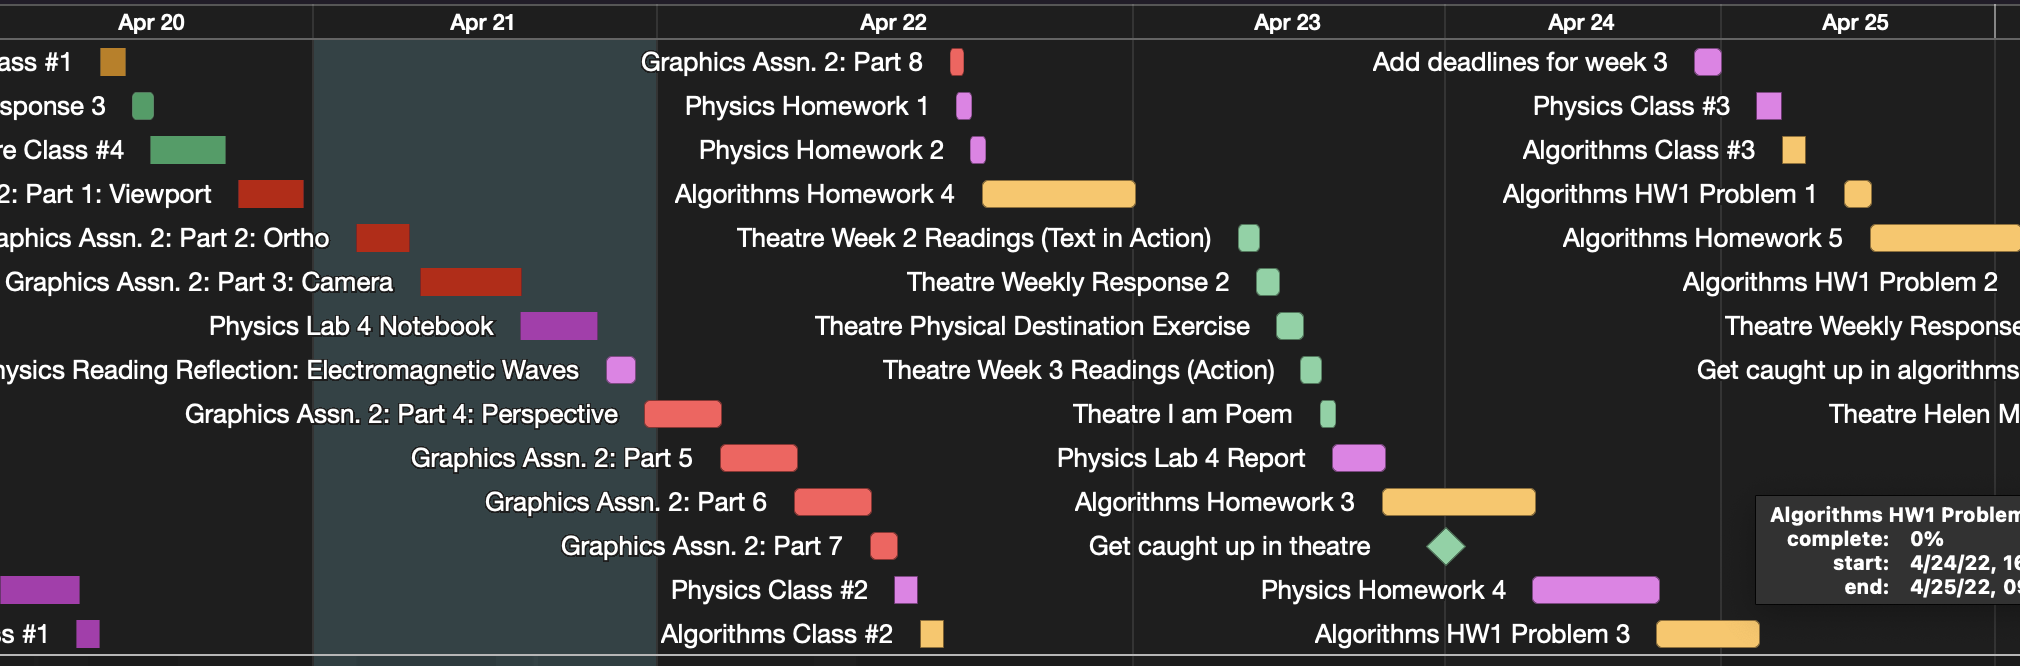 Apr 20 Apr 21 Apr 22 Apr 23 Apr 24 Apr 25
ass #1 Graphics Assn. 2: Part 8 Add deadlines for week 3
sponse 3 Physics Homework 1 Physics Class #3
re Class #4 Physics Homework 2 Algorithms Class #3
2: Part 1: Viewport Algorithms Homework 4 Algorithms HW1 Problem 1
aphics Assn. 2: Part 2: Ortho Theatre Week 2 Readings (Text in Action) Algorithms Homework 5
Graphics Assn. 2: Part 3: Camera Theatre Weekly Response 2 Algorithms HW1 Problem 2
Physics Lab 4 Notebook Theatre Physical Destination Exercise Theatre Weekly Response
hysics Reading Reflection: Electromagnetic Waves Theatre Week 3 Readings (Action) Get caught up in algorithms
Graphics Assn. 2: Part 4: Perspective Theatre I am Poem Theatre Helen M
Graphics Assn. 2: Part 5 Physics Lab 4 Report
Graphics Assn. 2: Part 6 Algorithms Homework 3
Graphics Assn. 2: Part 7 Get caught up in theatre
Physics Class #2 Physics Homework 4
ss #1 Algorithms Class #2 Algorithms HW1 Problem 3
Algorithms HW1 Problem
complete: 0%
start: 4/24/22, 16
end: 4/25/22, 09